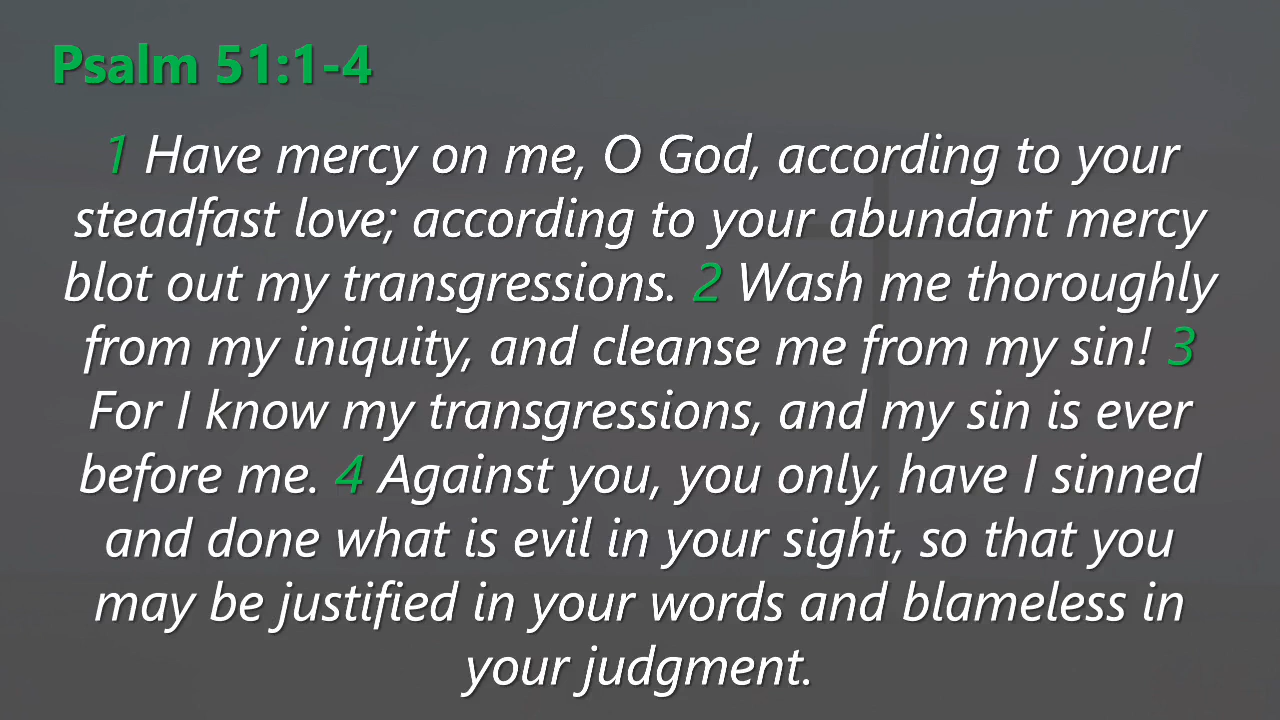 Psalm 51:1-4
1 Have mercy on me, O God, according to your
steadfast love; according to your abundant mercy
blot out my transgressions. 2 Wash me thoroughly
from my iniquity, and cleanse me from my sin! 3
For I know my transgressions, and my sin is ever
before me. 4 Against you, you only, have I sinned
and done what is evil in your sight, so that you
may be justified in your words and blameless in
your judgment.